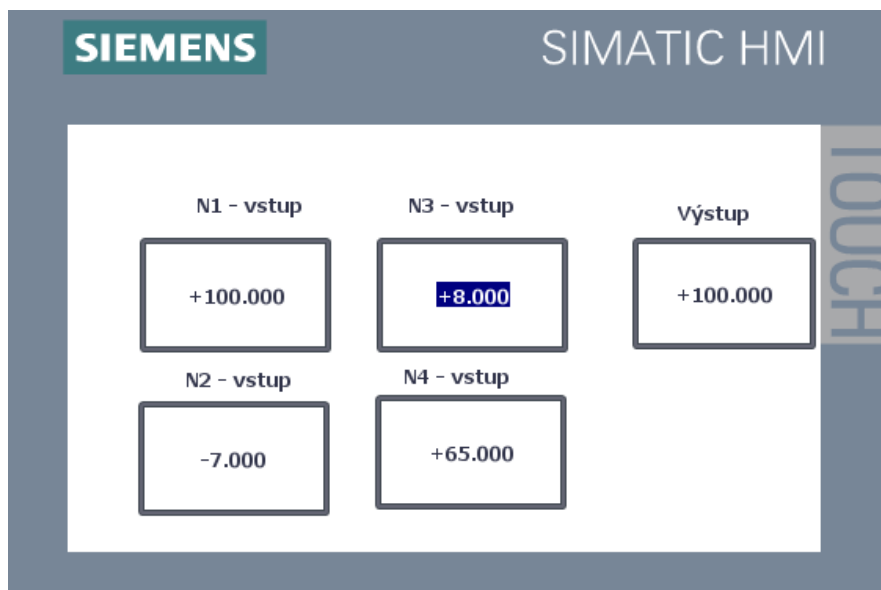 SIEMENS
SIMATIC HMI
TOUCH
N1 - vstup
N3 - vstup
Výstup
+100.000
+8.000
+100.000
N2 - vstup
N4 - vstup
-7.000
+65.000